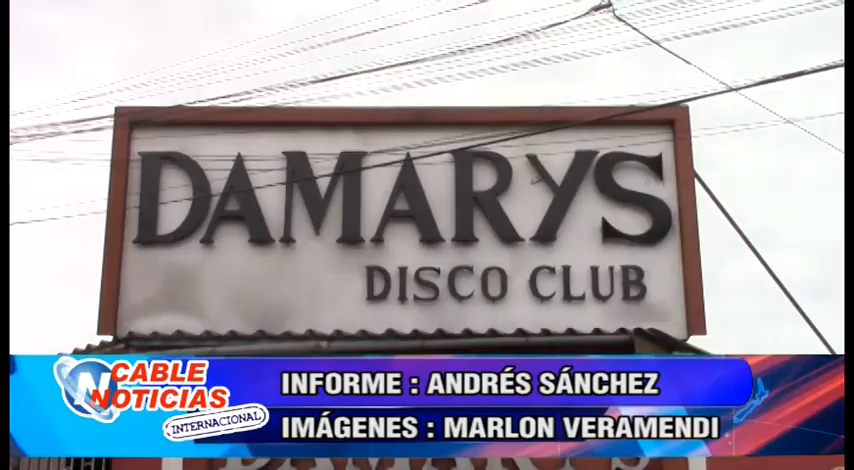 DAMARYS
DISCO CLUB
CABLE
NOTICIAS
INTERNACIONAL
INFORME : ANDRÉS SÁNCHEZ
IMÁGENES : MARLON VERAMENDI